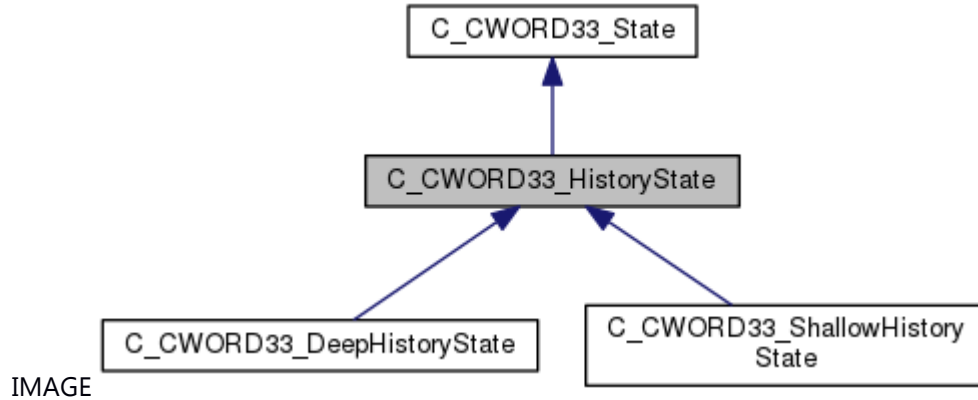 C_CWORD33_State
C_CWORD33_HistoryState
C_CWORD33_DeepHistoryState
C_CWORD33_ShallowHistory
State
IMAGE